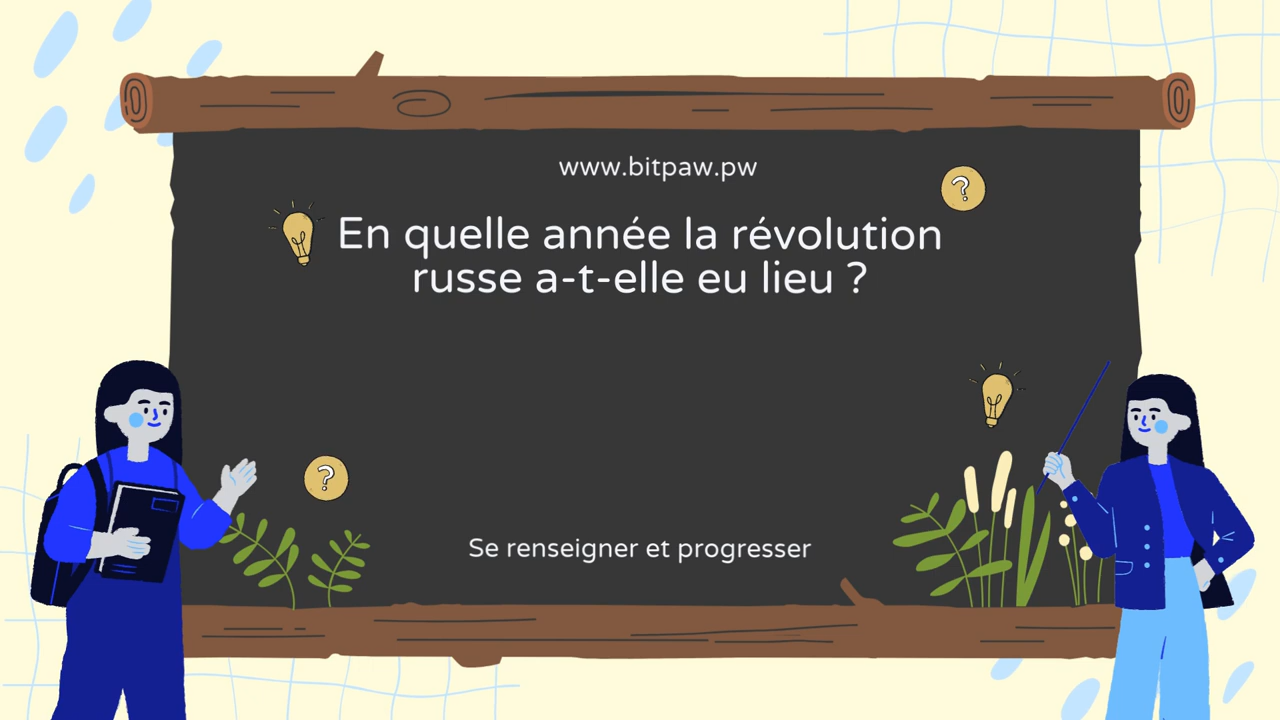 www.bitpaw.pw
En quelle année la révolution
russe a-t-elle eu lieu ?
Se renseigner et progresser